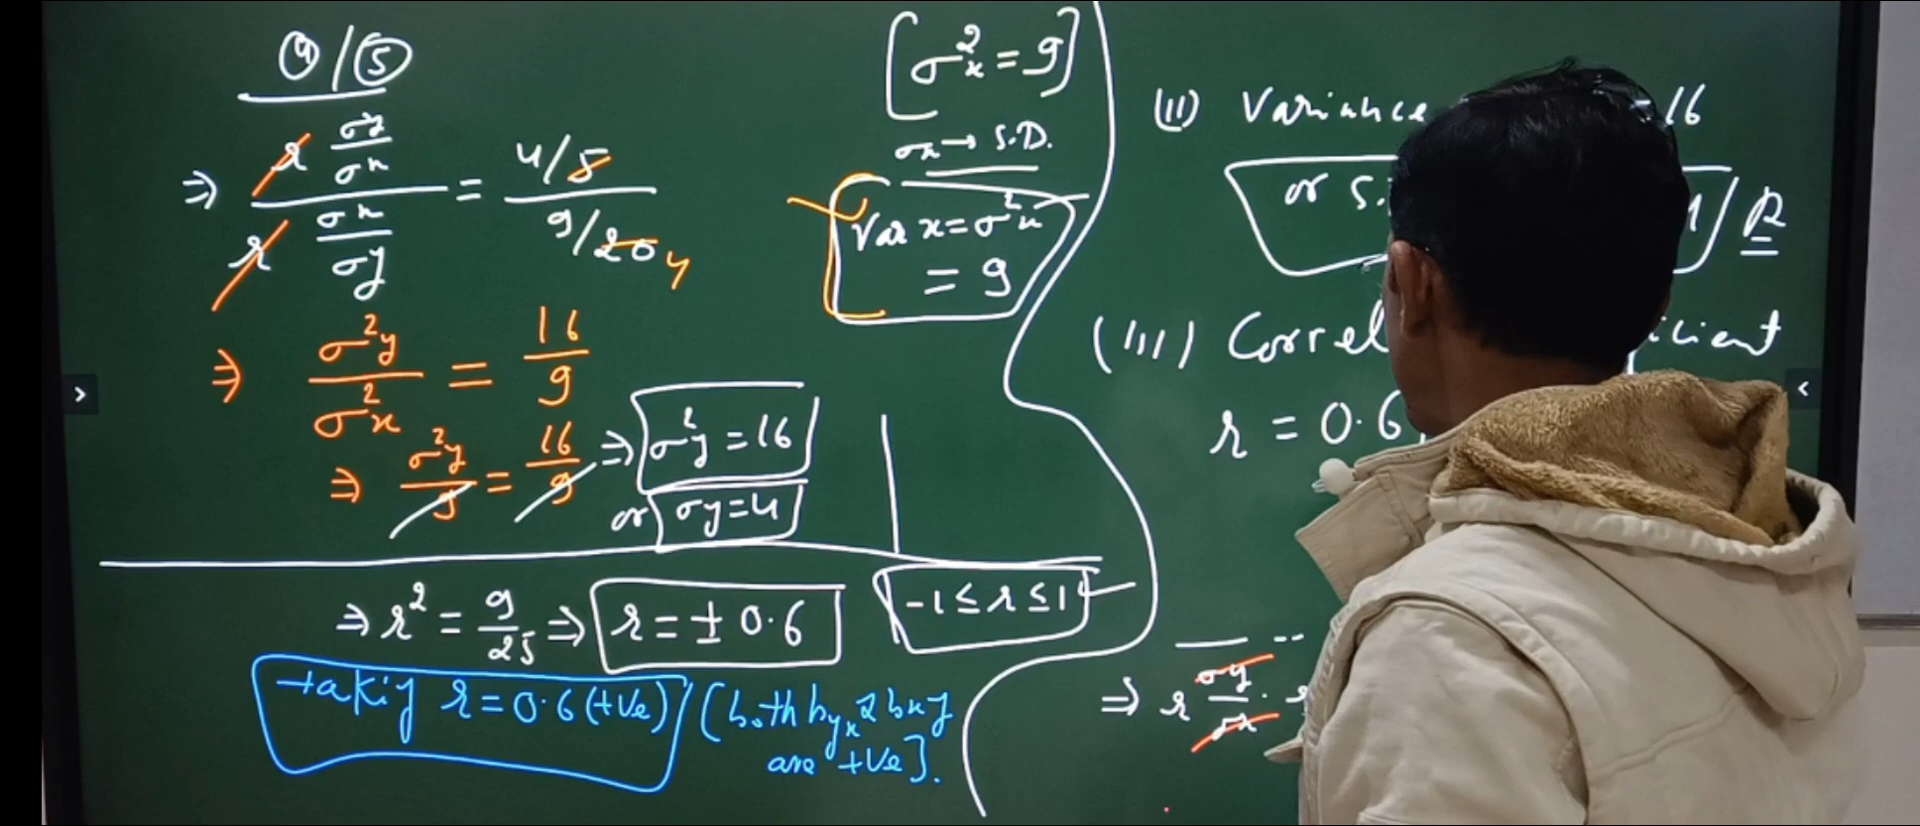 ④/⑤
⇒ (r σy/σx) / (r σx/σy) = (4/5) / (9/20) 4
⇒ σ²y/σ²x = 16/9
⇒ σ²y/9 = 16/9 ⇒ σ²y = 16
or σy = 4
[σ²x = 9]
σx → S.D.
Var x = σ²x
= 9
⇒ r² = 9/25 ⇒ r = ± 0.6
-1 ≤ r ≤ 1
taking r = 0.6 (+ve) (both byx & bxy
are +ve].
(ii) Variance 16
or S.
(iii)
r = 0.6
⇒ r σy/σx ·